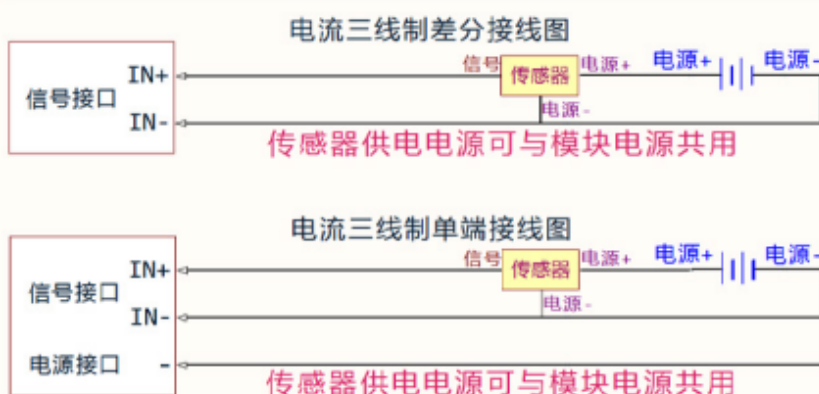 电流三线制差分接线图
信号 传感器 电源+ 电源+ 电源-
IN+
信号接口
电源-
IN-
传感器供电电源可与模块电源共用
电流三线制单端接线图
信号 传感器 电源+ 电源+ 电源-
IN+
信号接口
电源-
IN-
电源接口 -
传感器供电电源可与模块电源共用